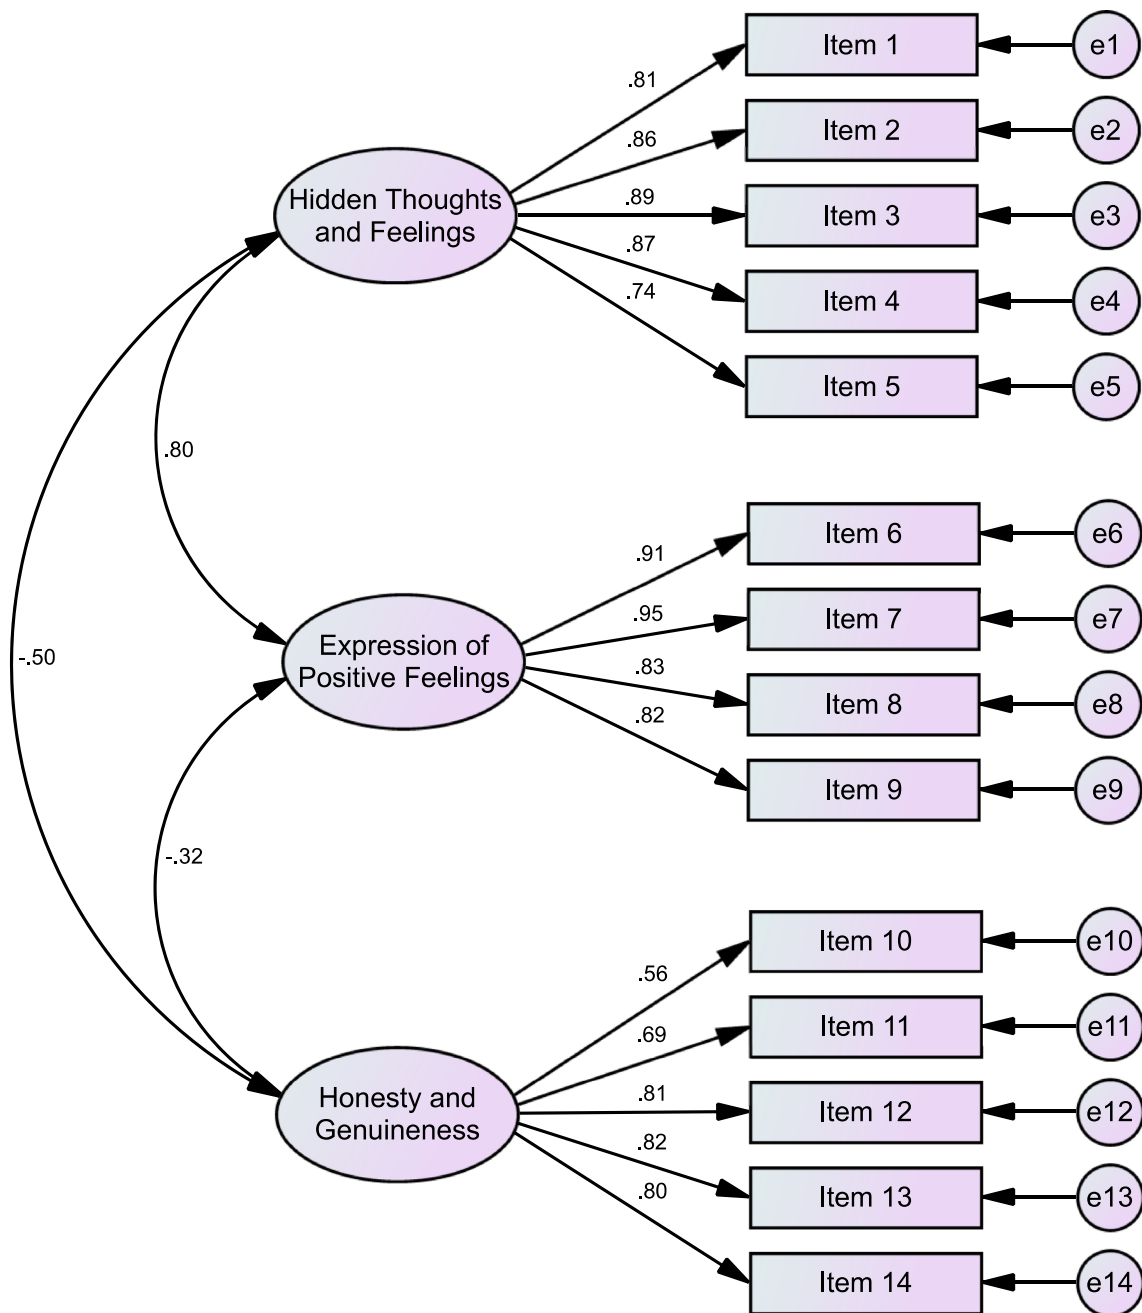 Item 1
e1
.81
Item 2
e2
.86
Hidden Thoughts
and Feelings
.89
Item 3
e3
.87
Item 4
e4
.74
Item 5
e5
.80
Item 6
e6
.91
Item 7
e7
.95
-.50
Expression of
Positive Feelings
.83
Item 8
e8
.82
Item 9
e9
-.32
Item 10
e10
.56
Item 11
e11
.69
Honesty and
Genuineness
.81
Item 12
e12
.82
Item 13
e13
.80
Item 14
e14